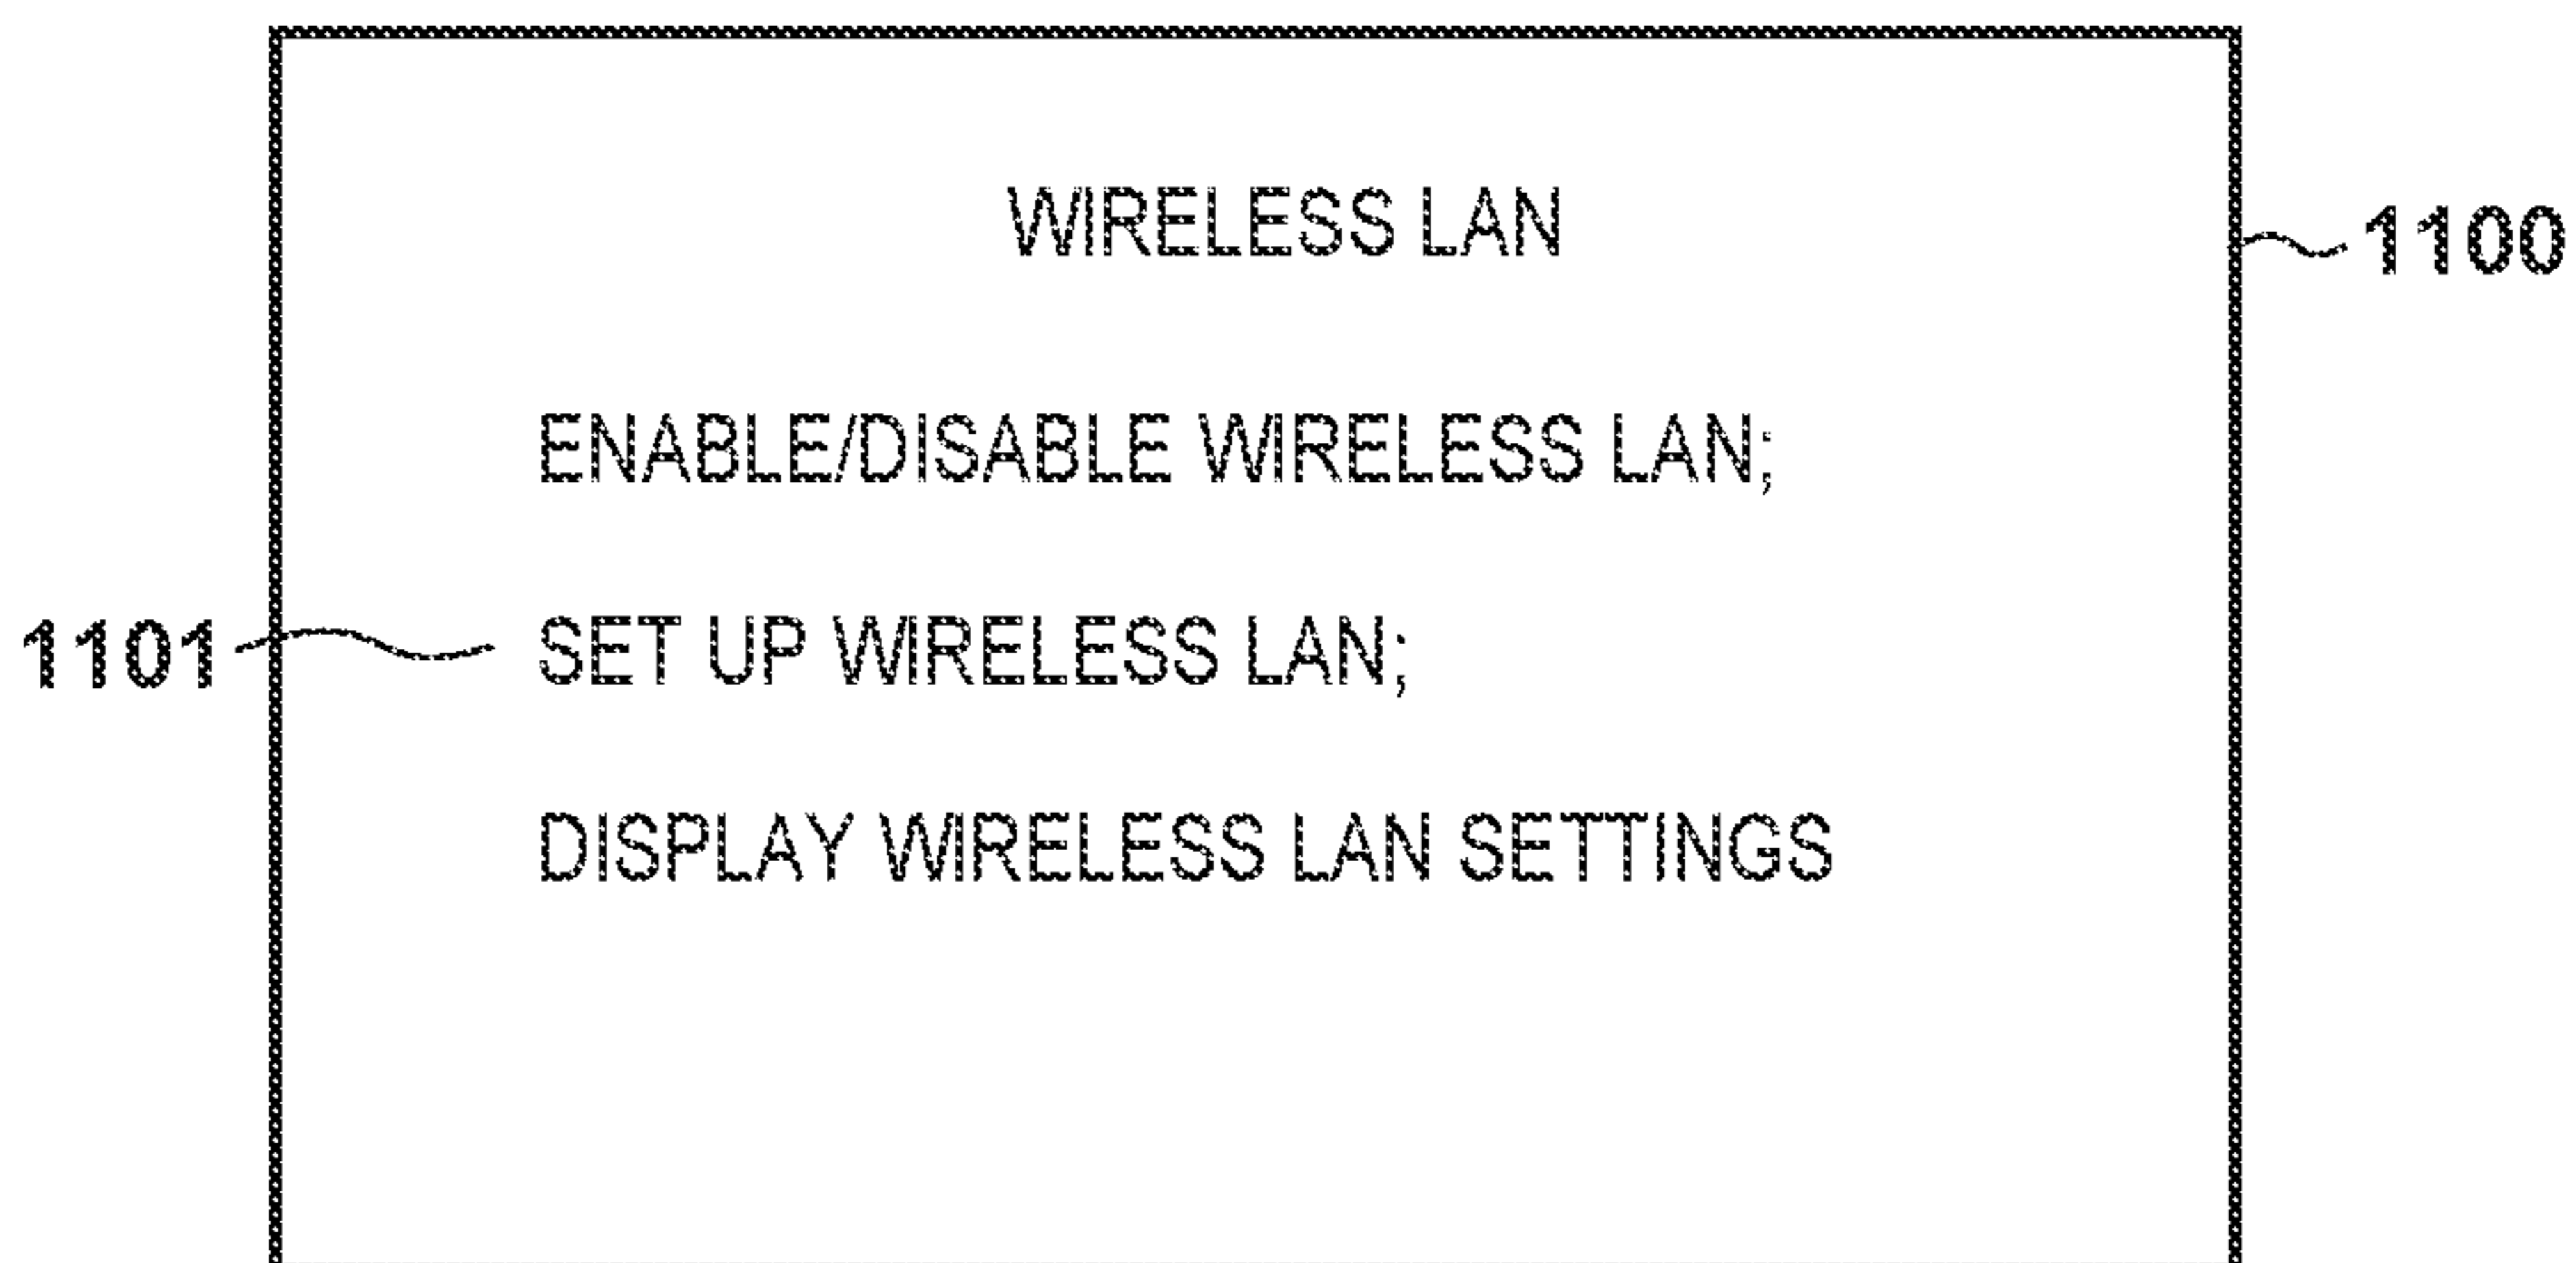 WIRELESS LAN
1100
ENABLE/DISABLE WIRELESS LAN;
1101
SET UP WIRELESS LAN;
DISPLAY WIRELESS LAN SETTINGS